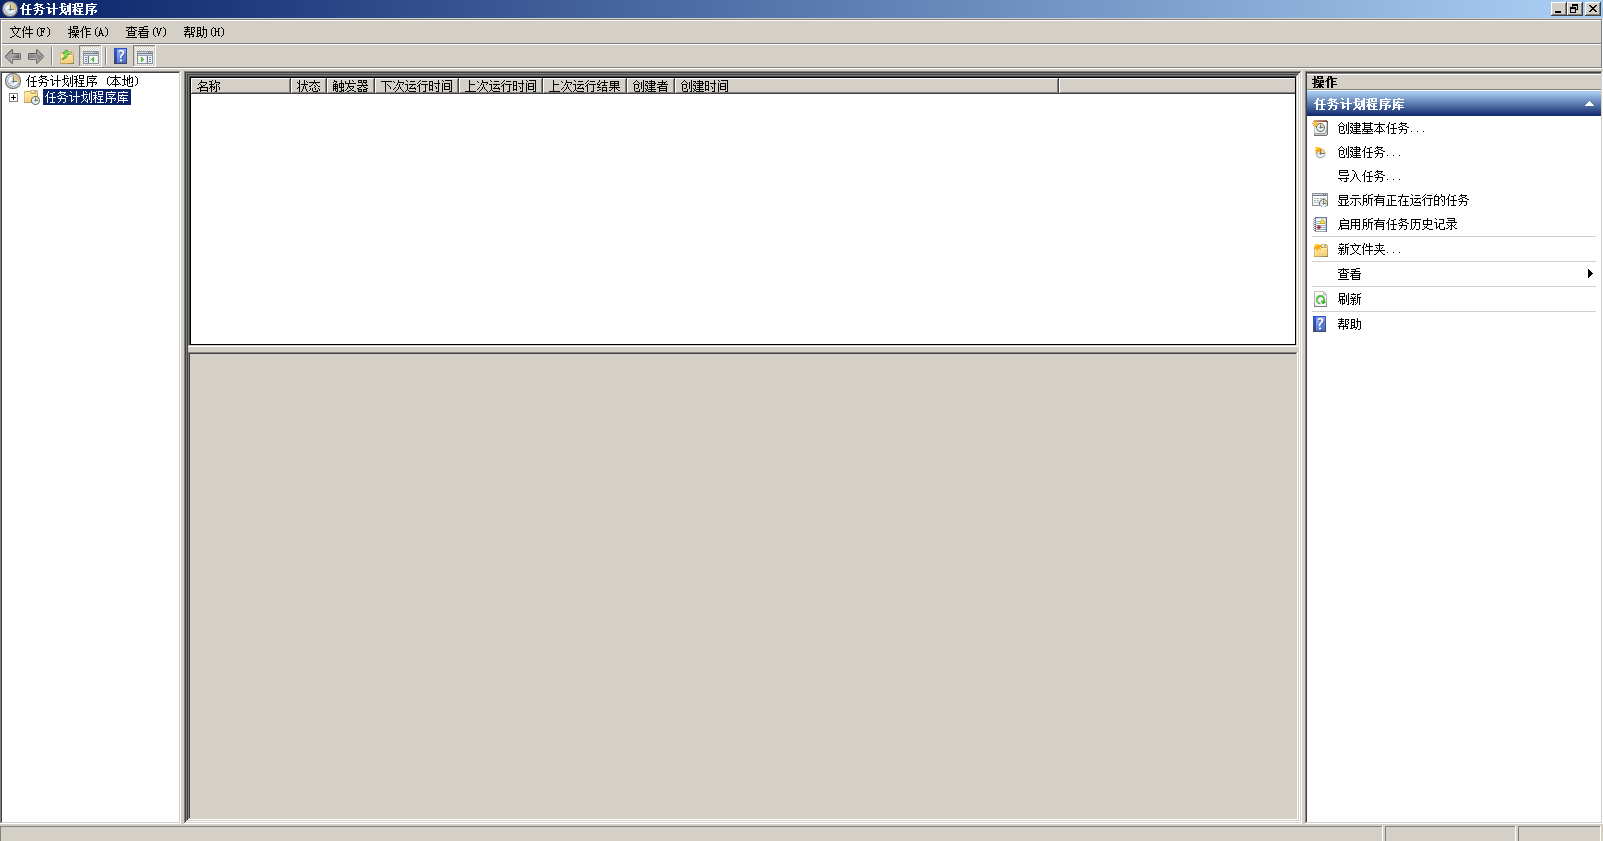 任务计划程序
文件(F) 操作(A) 查看(V) 帮助(H)
任务计划程序 (本地)
任务计划程序库
名称 状态 触发器 下次运行时间 上次运行时间 上次运行结果 创建者 创建时间
操作
任务计划程序库
创建基本任务...
创建任务...
导入任务...
显示所有正在运行的任务
启用所有任务历史记录
新文件夹...
查看
刷新
帮助